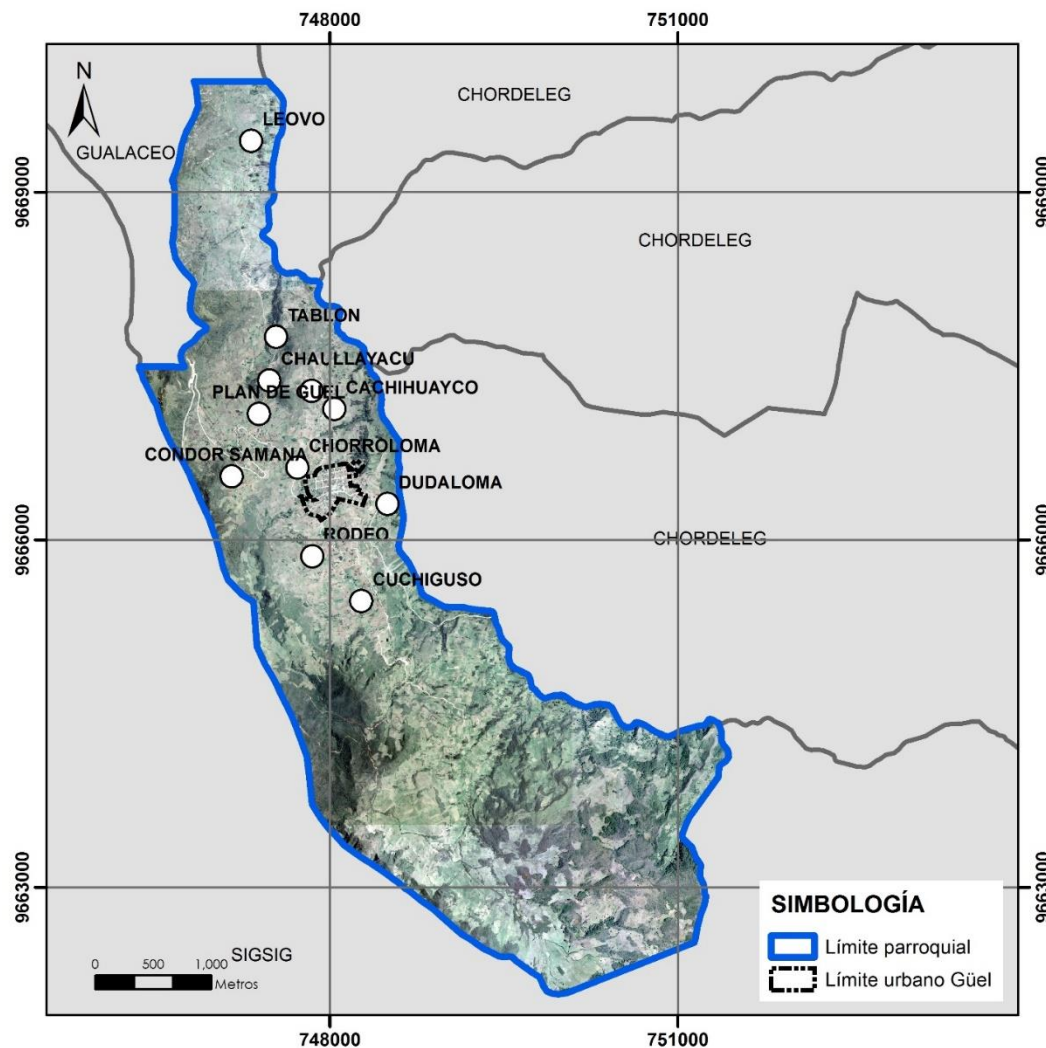 748000
751000
N
CHORDELEG
LEOVO
GUALACEO
9669000
9669000
CHORDELEG
TABLON
CHAULLAYACU
PLAN DE GUEL
CACHIHUAYCO
CHORROLOMA
CONDOR SAMANA
DUDALOMA
RODEO
CHORDELEG
9666000
9666000
CUCHIGUSO
9663000
9663000
SIMBOLOGÍA
Límite parroquial
Límite urbano Güel
SIGSIG
0 500 1,000
Metros
748000
751000